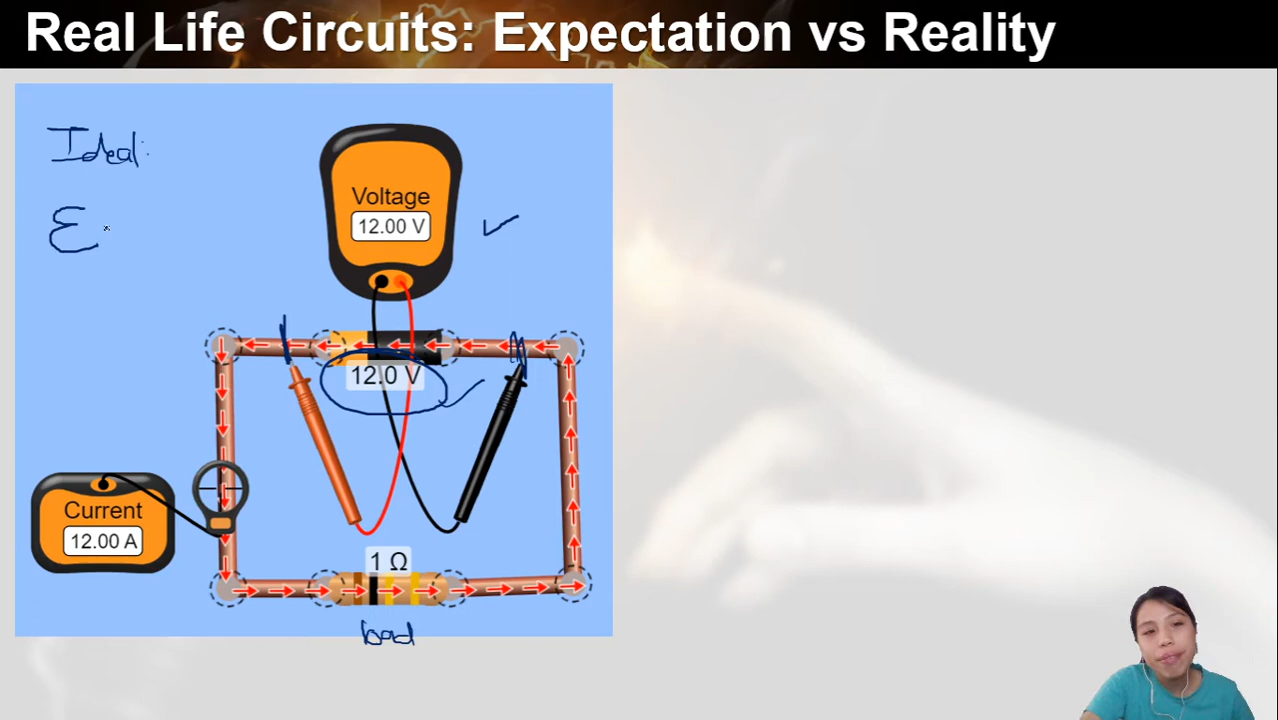 Real Life Circuits: Expectation vs Reality
Ideal:
Ɛ
Voltage
12.00 V
12.0 V
Current
12.00 A
1 Ω
load